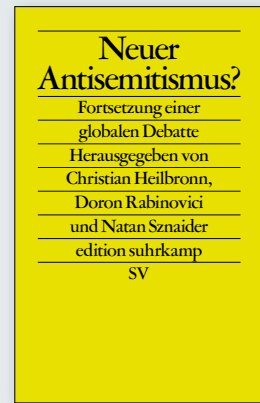 Neuer
Antisemitismus?
Fortsetzung einer
globalen Debatte
Herausgegeben von
Christian Heilbronn,
Doron Rabinovici
und Natan Sznaider
edition suhrkamp
SV